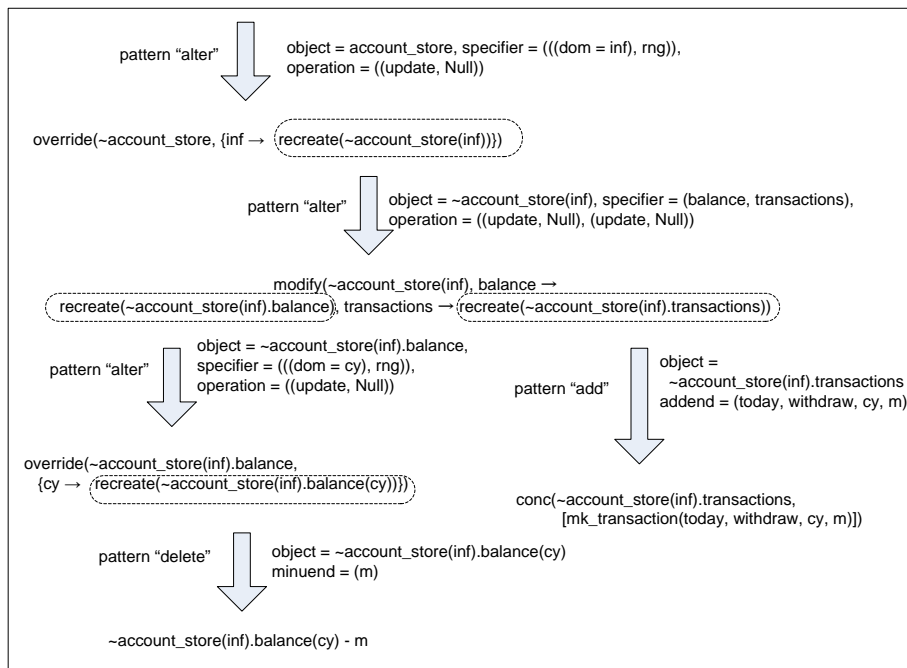 pattern “alter”
object = account_store, specifier = (((dom = inf), rng)),
operation = ((update, Null))
override(~account_store, {inf → recreate(~account_store(inf))})
pattern “alter”
object = ~account_store(inf), specifier = (balance, transactions),
operation = ((update, Null), (update, Null))
modify(~account_store(inf), balance →
recreate(~account_store(inf).balance), transactions → recreate(~account_store(inf).transactions))
pattern “alter”
object = ~account_store(inf).balance,
specifier = (((dom = cy), rng)),
operation = ((update, Null))
pattern “add”
object =
~account_store(inf).transactions
addend = (today, withdraw, cy, m)
override(~account_store(inf).balance,
{cy → recreate(~account_store(inf).balance(cy))})
conc(~account_store(inf).transactions,
[mk_transaction(today, withdraw, cy, m)])
pattern “delete”
object = ~account_store(inf).balance(cy)
minuend = (m)
~account_store(inf).balance(cy) - m